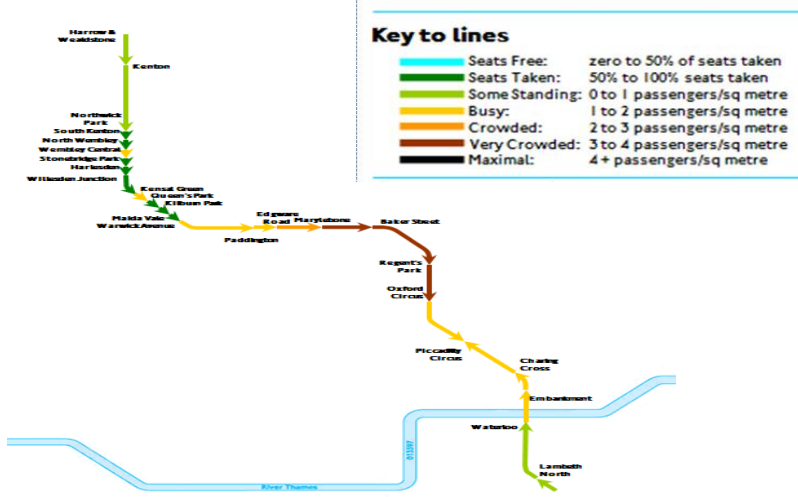 Harrow &
Wealdstone
Kenton
Northwick
Park
South Kenton
North Wembley
Wembley Central
Stonebridge Park
Harlesden
Willesden Junction
Kensal Green
Queen's Park
Kilburn Park
Maida Vale
Warwick Avenue
Paddington
Edgware
Road
Marylebone
Baker Street
Regent's
Park
Oxford
Circus
Piccadilly
Circus
Charing
Cross
Embankment
Waterloo
Lambeth
North
River Thames
Key to lines
Seats Free: zero to 50% of seats taken
Seats Taken: 50% to 100% seats taken
Some Standing: 0 to 1 passengers/sq metre
Busy: 1 to 2 passengers/sq metre
Crowded: 2 to 3 passengers/sq metre
Very Crowded: 3 to 4 passengers/sq metre
Maximal: 4+ passengers/sq metre